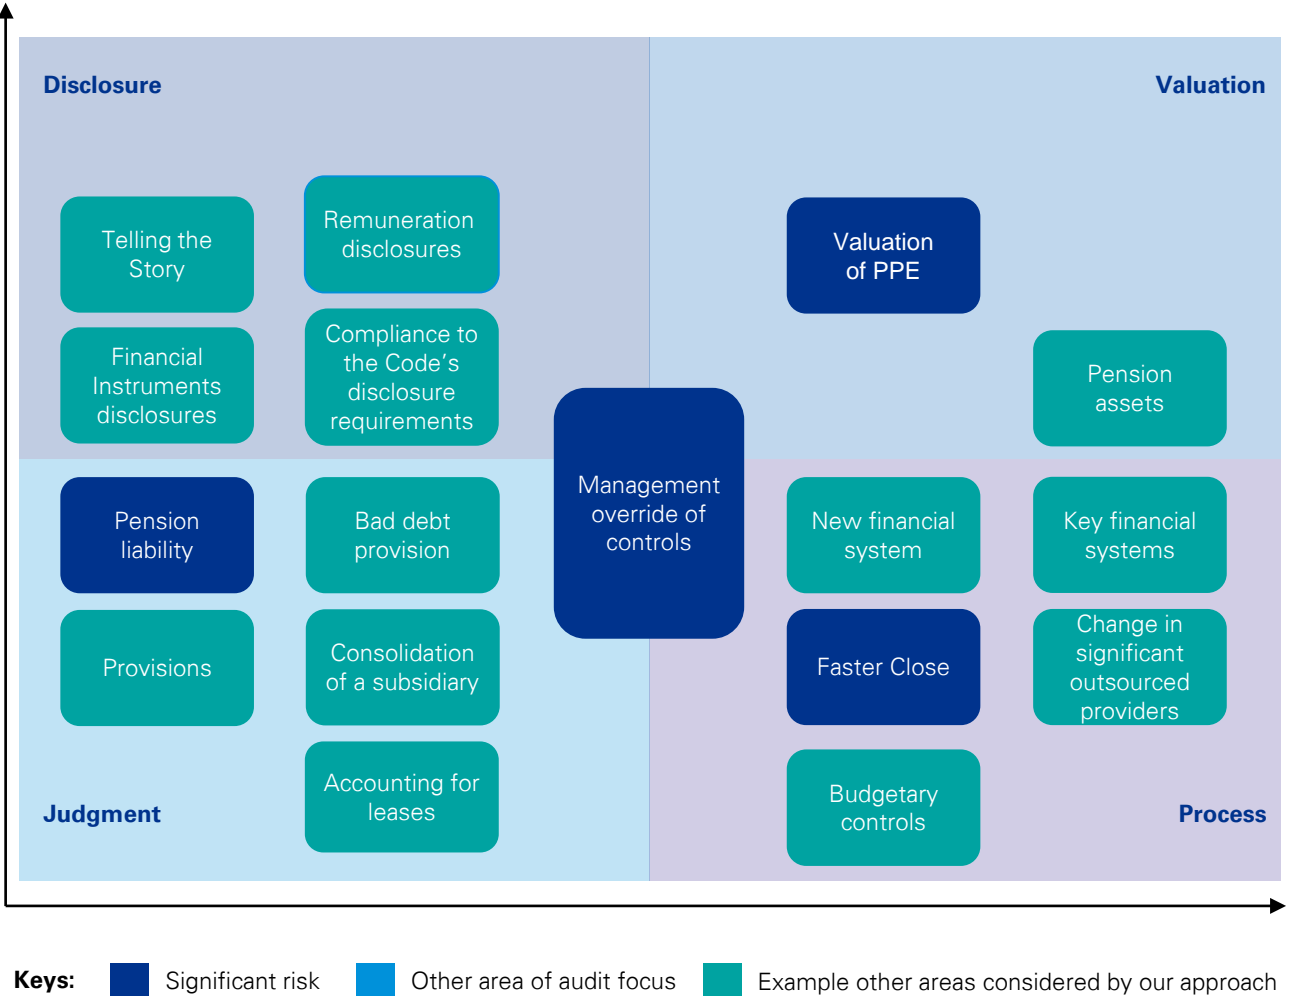 Disclosure
Valuation
Telling the
Story
Remuneration
disclosures
Financial
Instruments
disclosures
Compliance to
the Code's
disclosure
requirements
Valuation
of PPE
Pension
assets
Management
override of
controls
Pension
liability
Bad debt
provision
Provisions
Consolidation
of a subsidiary
Accounting for
leases
Judgment
New financial
system
Key financial
systems
Faster Close
Change in
significant
outsourced
providers
Budgetary
controls
Process
Keys: Significant risk Other area of audit focus Example other areas considered by our approach